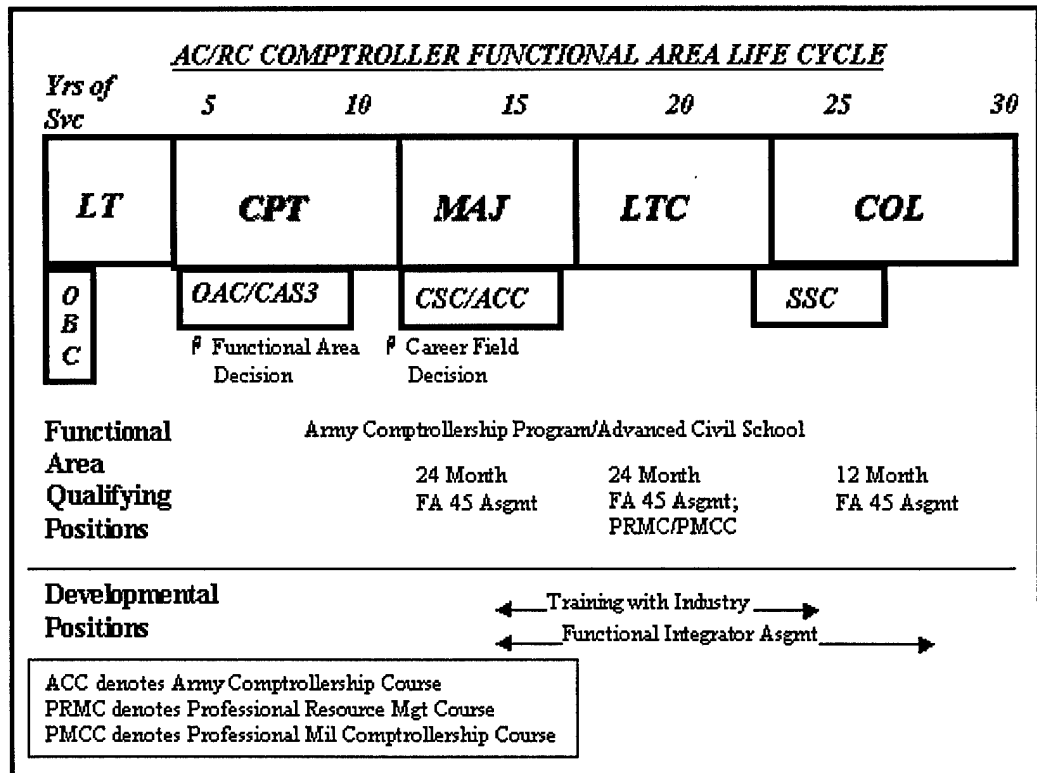 AC/RC COMPTROLLER FUNCTIONAL AREA LIFE CYCLE
Yrs of
Svc
5 10 15 20 25 30
LT CPT MAJ LTC COL
O
B
C
OAC/CAS3 CSC/ACC SSC
Functional Area
Decision
Career Field
Decision
Functional
Area
Qualifying
Positions
Army Comptrollership Program/Advanced Civil School
24 Month
FA 45 Asgmt
24 Month
FA 45 Asgmt;
PRMC/PMCC
12 Month
FA 45 Asgmt
Developmental
Positions
Training with Industry
Functional Integrator Asgmt
ACC denotes Army Comptrollership Course
PRMC denotes Professional Resource Mgt Course
PMCC denotes Professional Mil Comptrollership Course